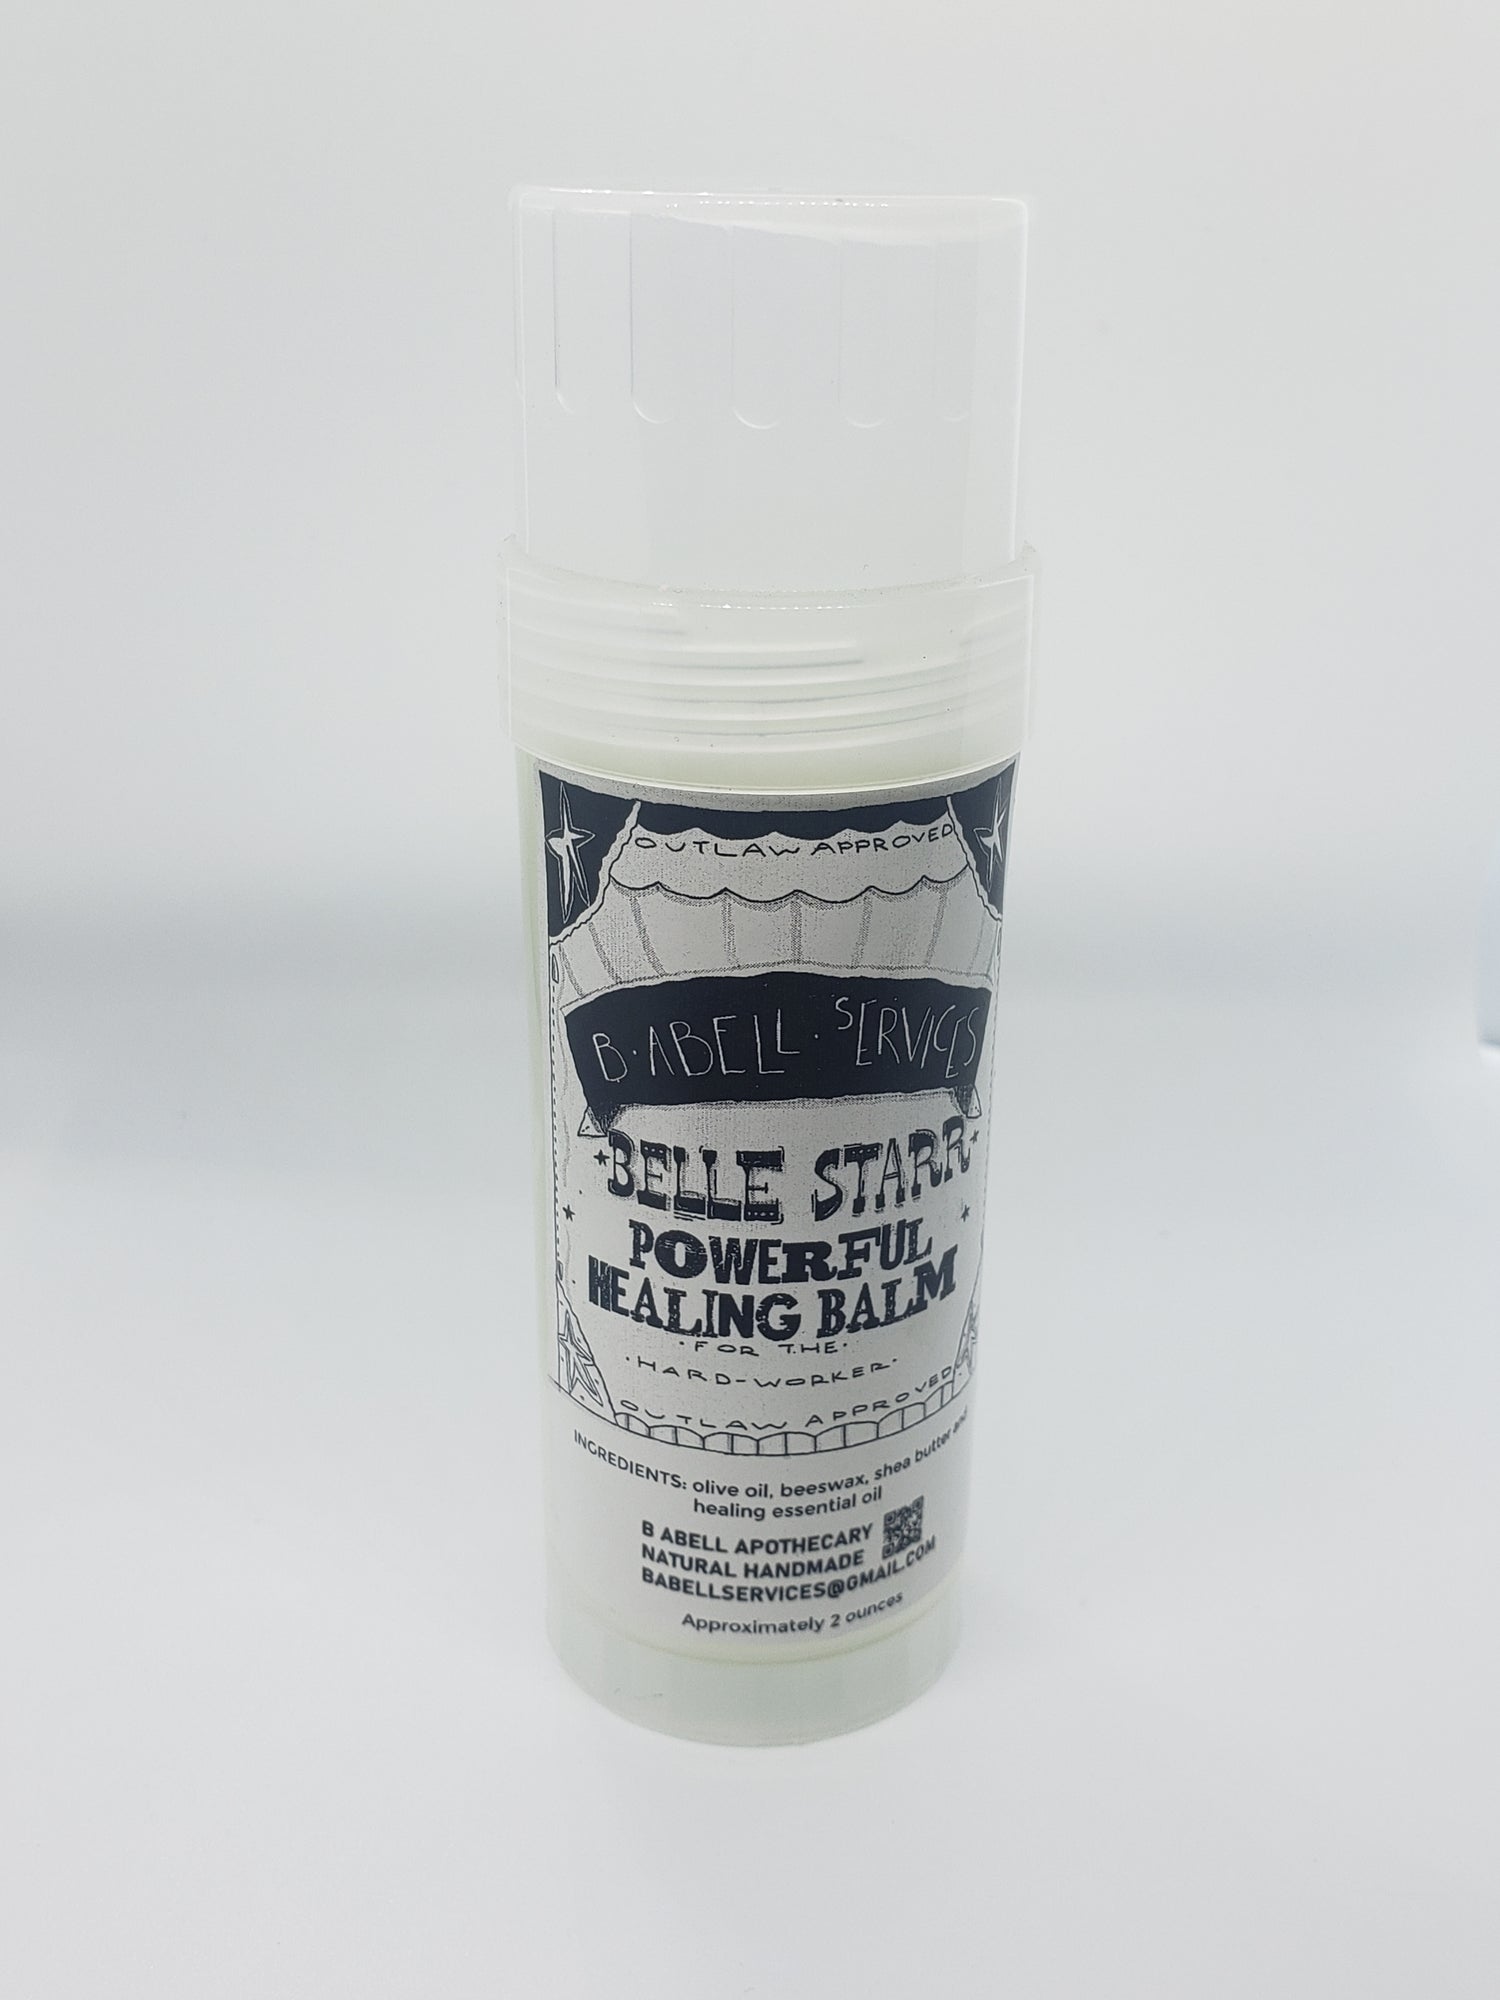 OUTLAW APPROVED
B. ABELL. SERVICES
BELLE STARR
POWERFUL
HEALING BALM
·FOR THE·
·HARD-WORKER·
OUTLAW APPROVED
INGREDIENTS: olive oil, beeswax, shea butter and
healing essential oil
B ABELL APOTHECARY
NATURAL HANDMADE
BABELLSERVICES@GMAIL.COM
Approximately 2 ounces